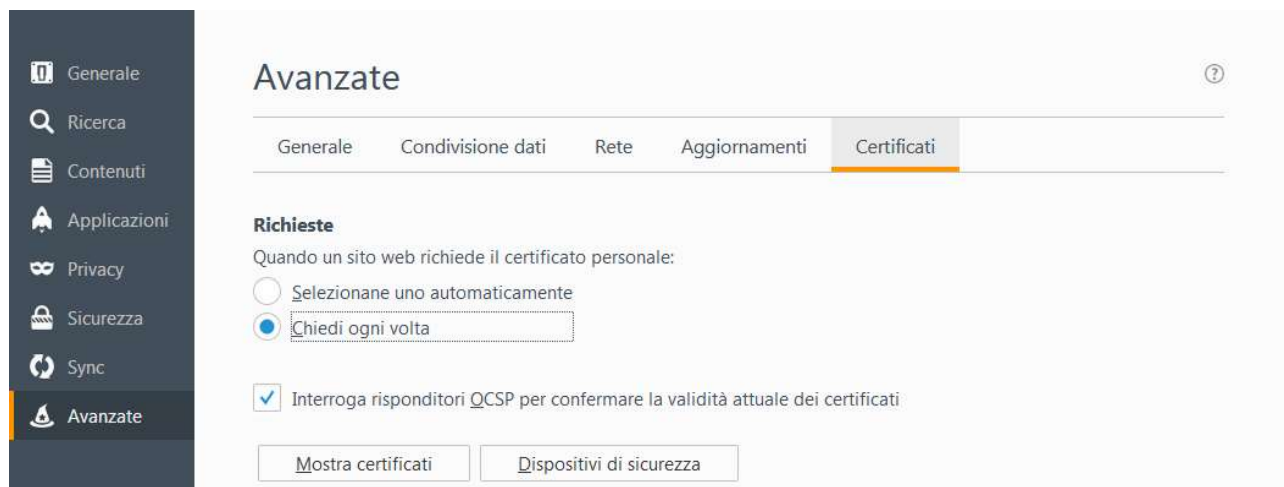 Generale
Ricerca
Contenuti
Applicazioni
Privacy
Sicurezza
Sync
Avanzate
Avanzate
?
Generale Condivisione dati Rete Aggiornamenti Certificati
Richieste
Quando un sito web richiede il certificato personale:
Selezionane uno automaticamente
Chiedi ogni volta
Interroga risponditori OCSP per confermare la validità attuale dei certificati
Mostra certificati Dispositivi di sicurezza